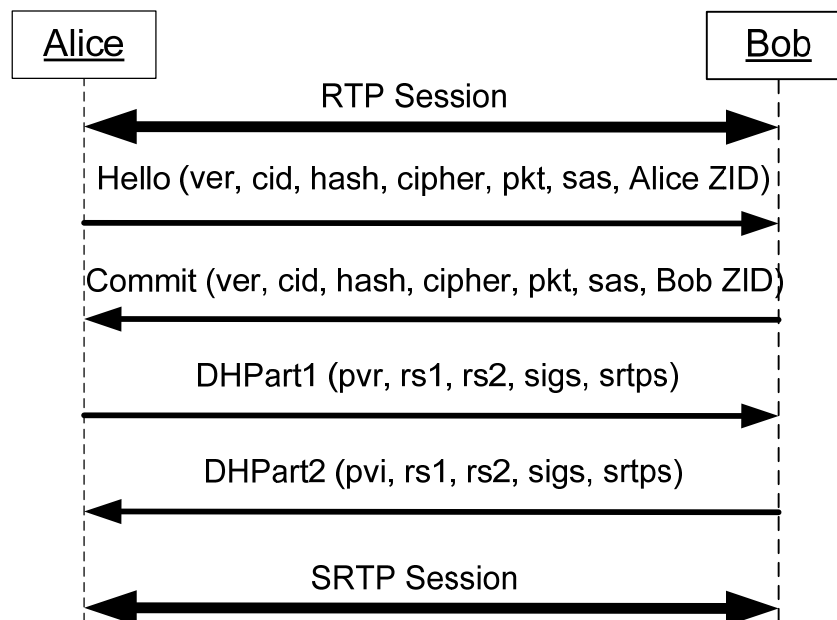 Alice
Bob
RTP Session
Hello (ver, cid, hash, cipher, pkt, sas, Alice ZID)
Commit (ver, cid, hash, cipher, pkt, sas, Bob ZID)
DHPart1 (pvr, rs1, rs2, sigs, srtps)
DHPart2 (pvi, rs1, rs2, sigs, srtps)
SRTP Session